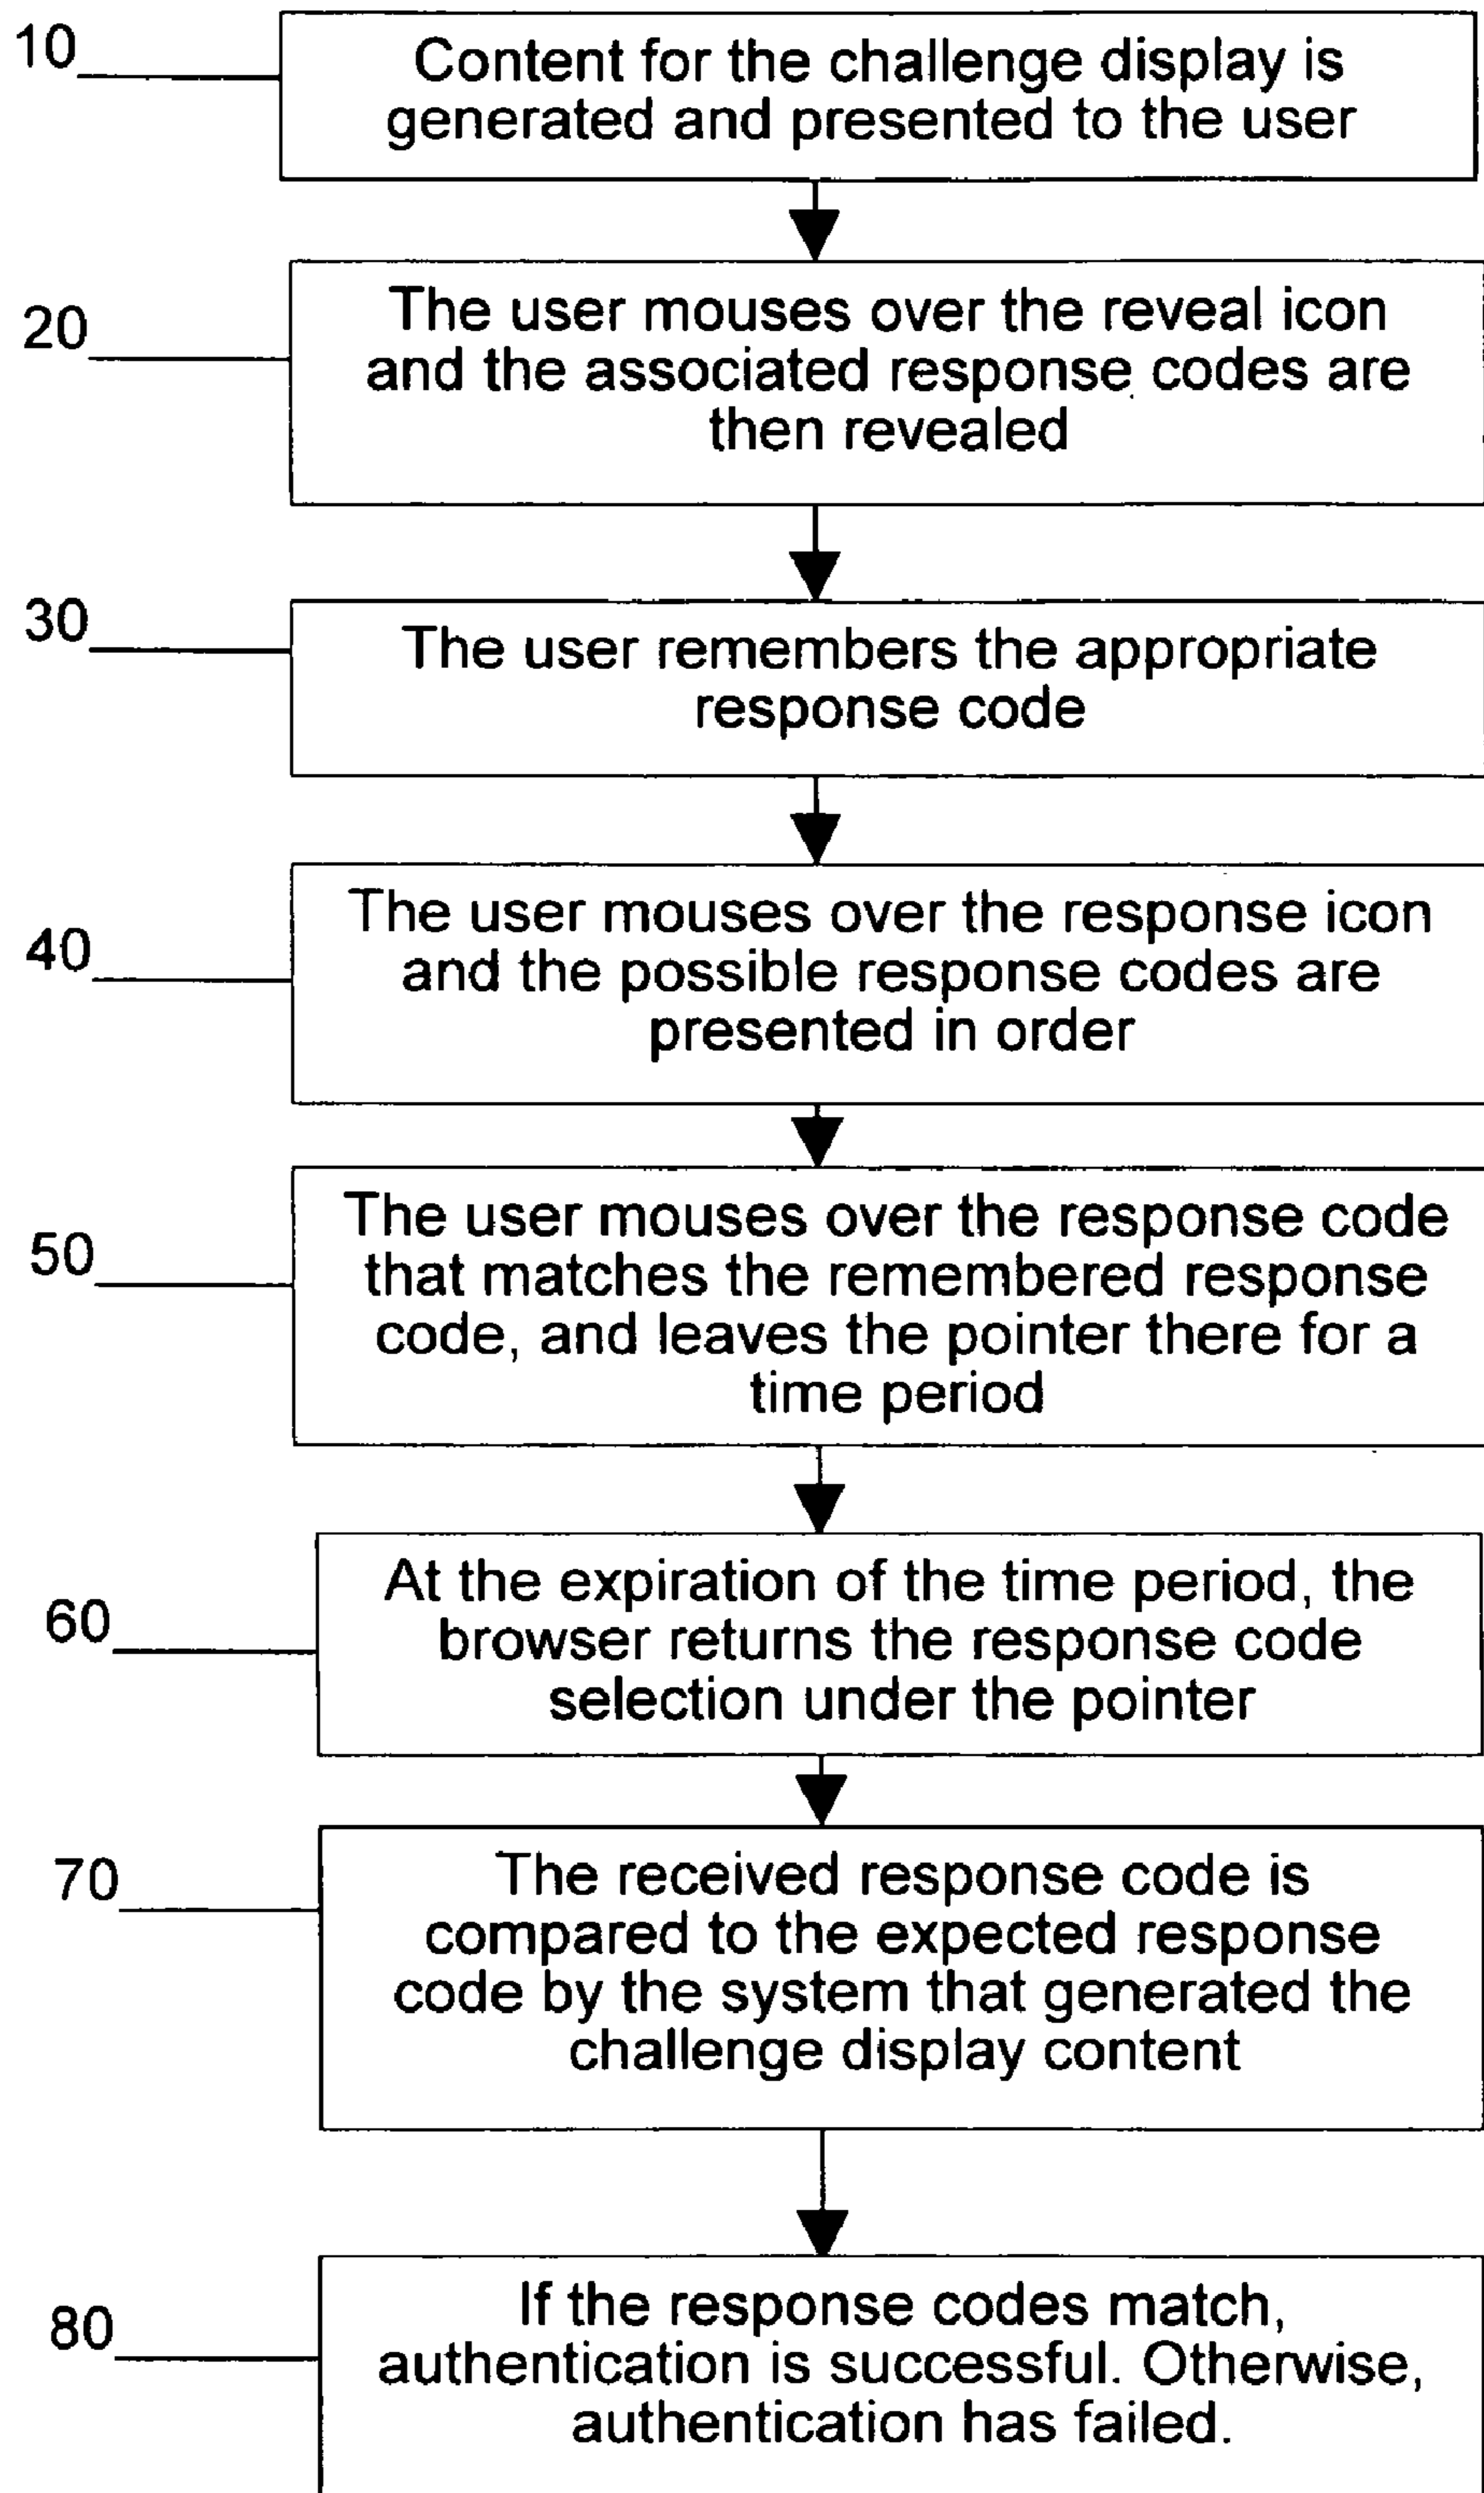 10
Content for the challenge display is
generated and presented to the user
20
The user mouses over the reveal icon
and the associated response codes are
then revealed
30
The user remembers the appropriate
response code
40
The user mouses over the response icon
and the possible response codes are
presented in order
50
The user mouses over the response code
that matches the remembered response
code, and leaves the pointer there for a
time period
60
At the expiration of the time period, the
browser returns the response code
selection under the pointer
70
The received response code is
compared to the expected response
code by the system that generated the
challenge display content
80
If the response codes match,
authentication is successful. Otherwise,
authentication has failed.